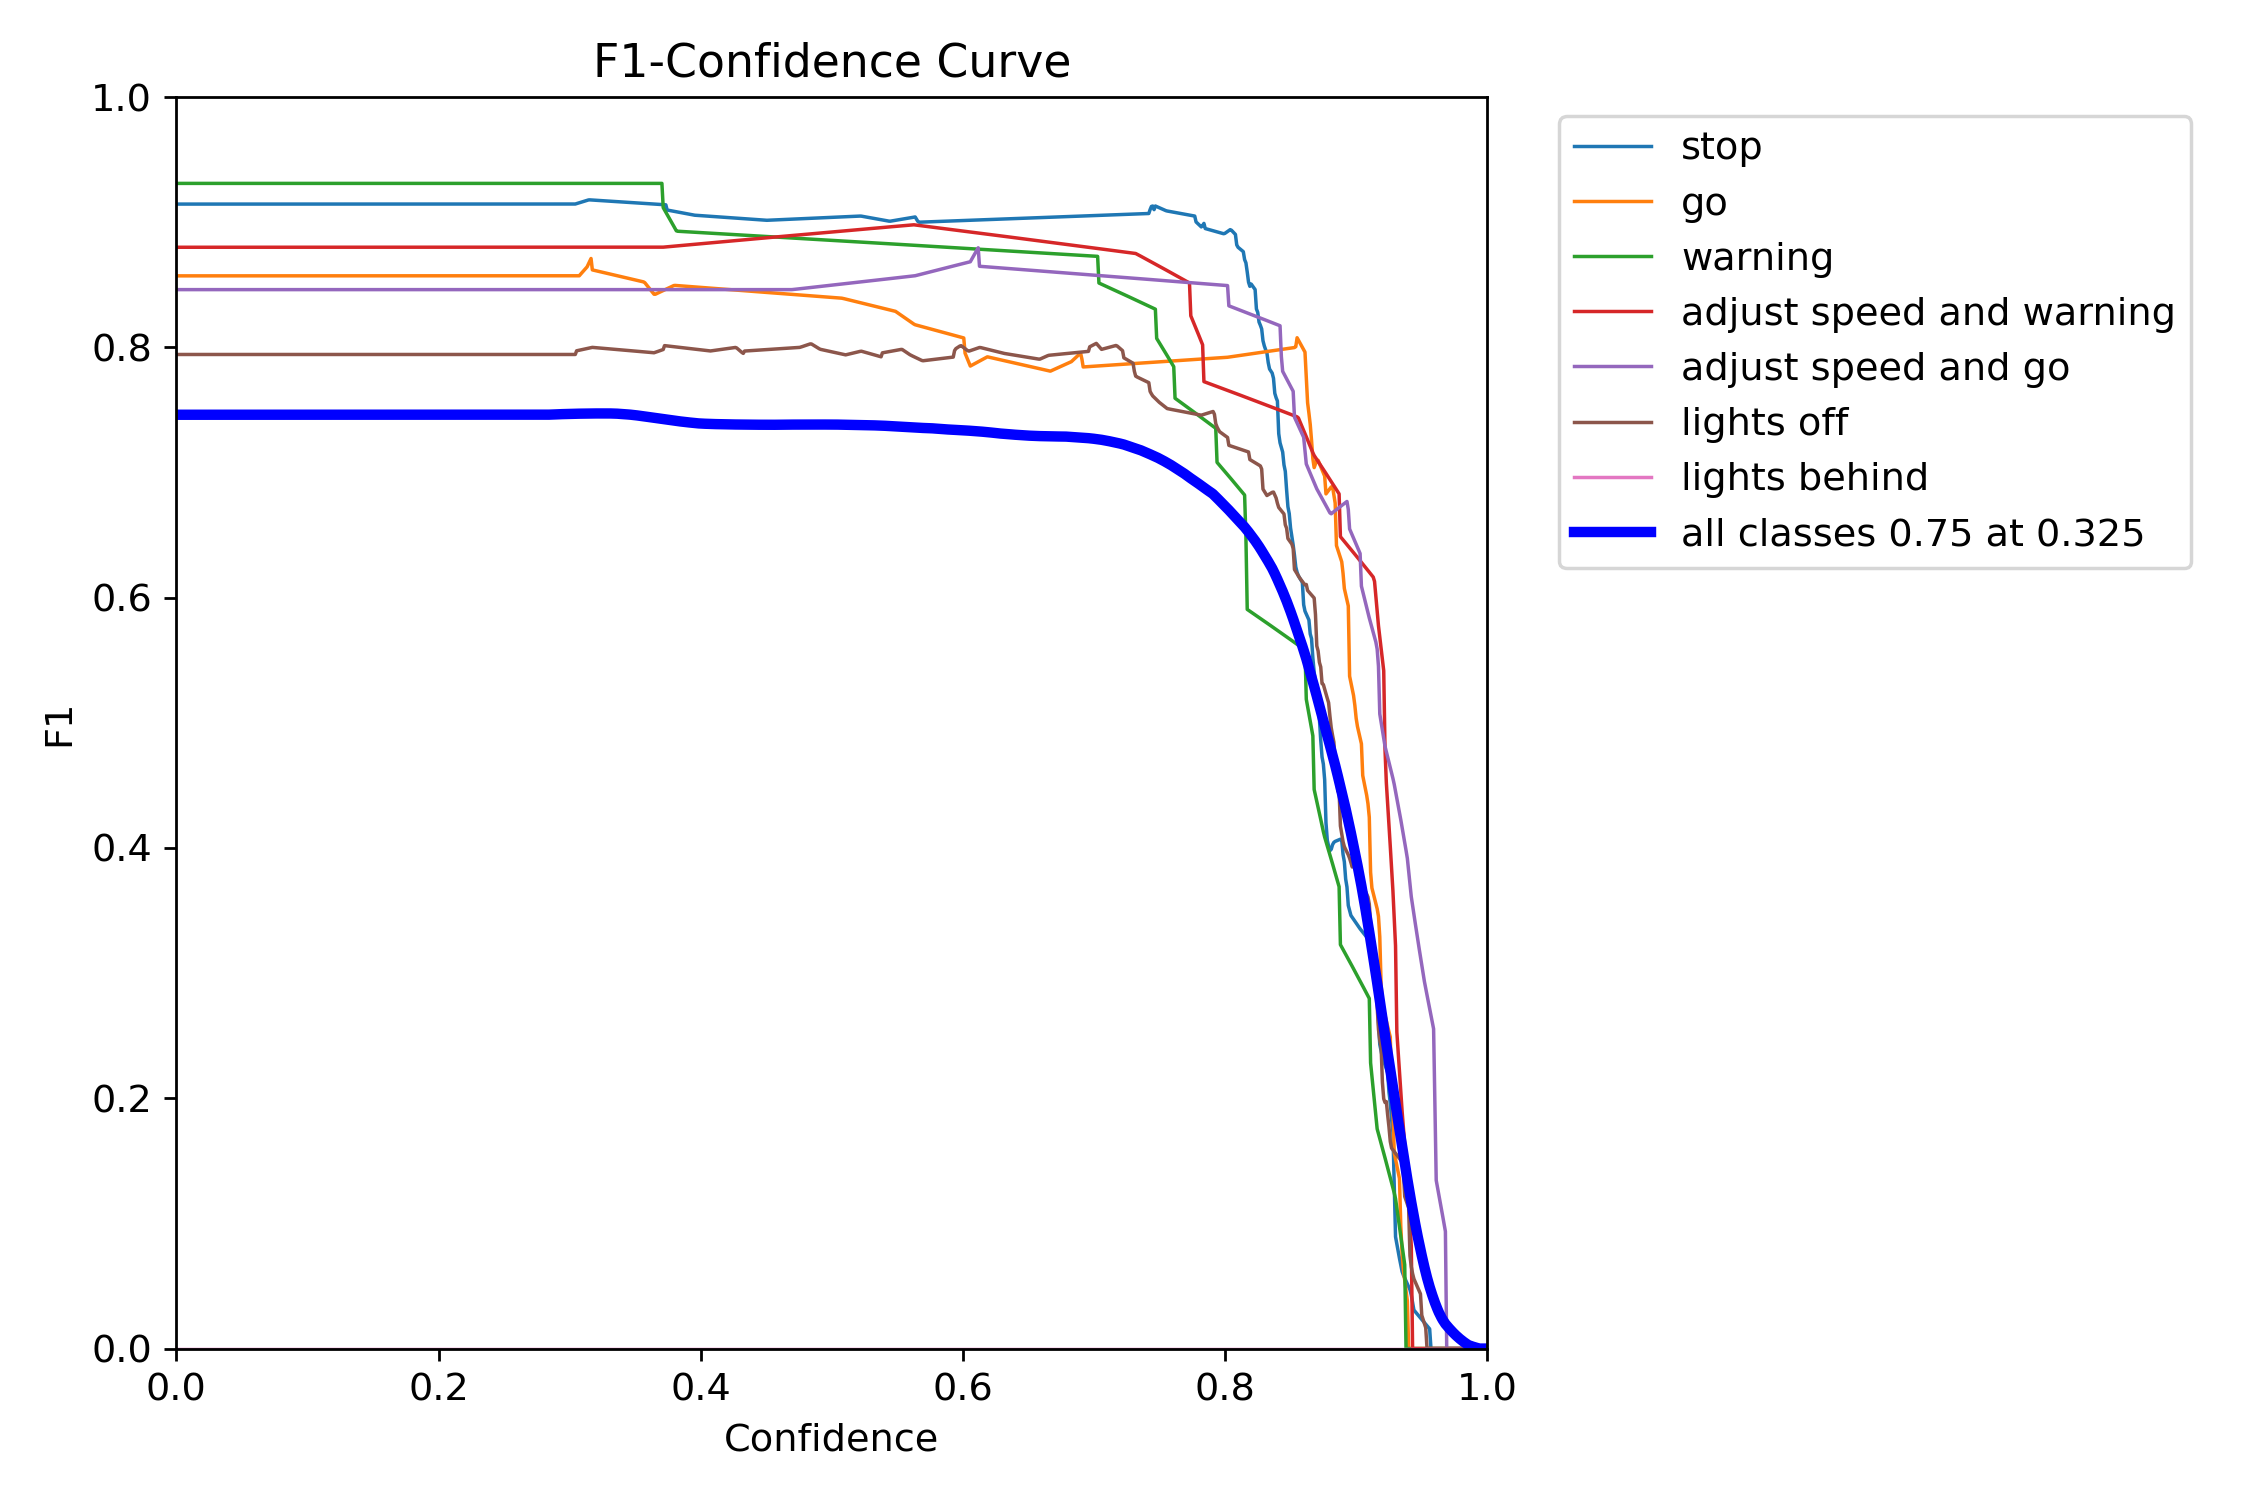 F1-Confidence Curve
1.0
0.8
0.6
0.4
0.2
0.0
F1
0.0 0.2 0.4 0.6 0.8 1.0
Confidence
stop
go
warning
adjust speed and warning
adjust speed and go
lights off
lights behind
all classes 0.75 at 0.325